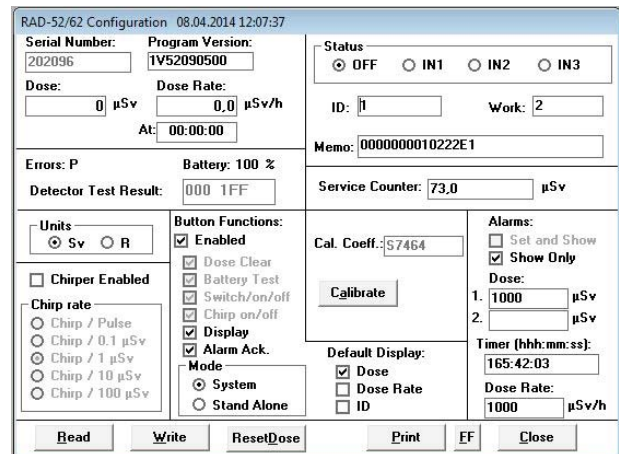 RAD-52/62 Configuration 08.04.2014 12:07:37
Serial Number: Program Version:
202096 1V52090500
Dose: Dose Rate:
0 µSv 0,0 µSv/h
At: 00:00:00
Status
OFF IN1 IN2 IN3
ID: 1 Work: 2
Memo: 0000000010222E1
Errors: P Battery: 100 %
Detector Test Result: 000 1FF
Service Counter: 73,0 µSv
Units
Sv R
Chirper Enabled
Chirp rate
Chirp / Pulse
Chirp / 0.1 µSv
Chirp / 1 µSv
Chirp / 10 µSv
Chirp / 100 µSv
Button Functions:
Enabled
Dose Clear
Battery Test
Switch/on/off
Chirp on/off
Display
Alarm Ack.
Mode
System
Stand Alone
Cal. Coeff.: S7464
Calibrate
Default Display:
Dose
Dose Rate
ID
Alarms:
Set and Show
Show Only
Dose:
1. 1000 µSv
2. µSv
Timer (hhh:mm:ss):
165:42:03
Dose Rate:
1000 µSv/h
Read Write ResetDose Print FF Close